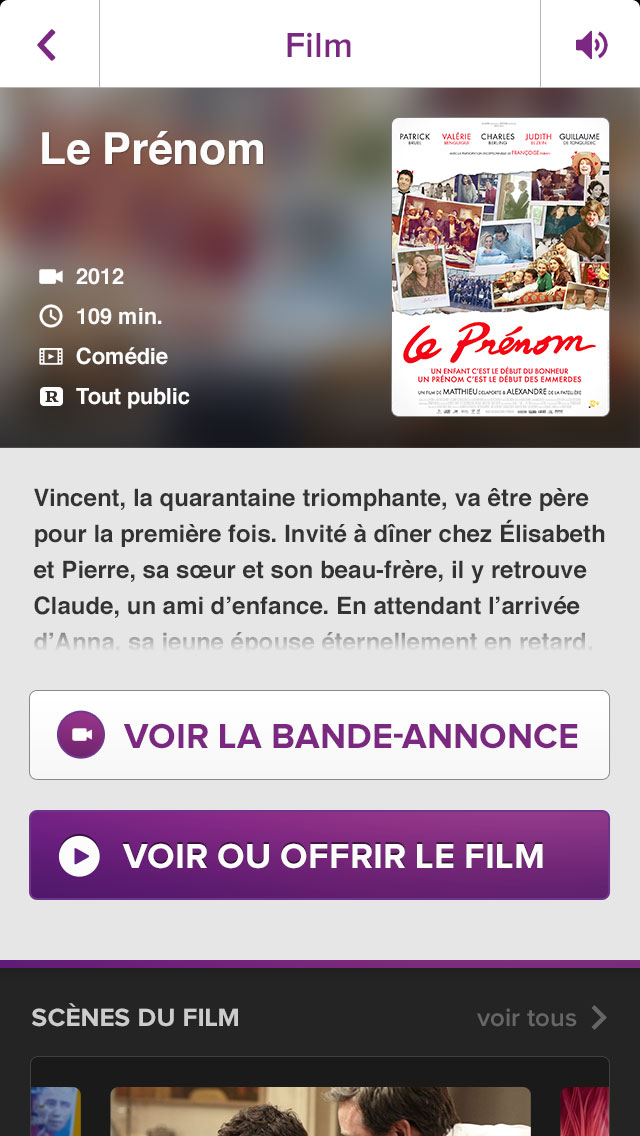 Film
Le Prénom
2012
109 min.
Comédie
R Tout public
PATRICK VALÉRIE CHARLES JUDITH GUILLAUME
BRUEL BENGUIGUI BERLING EL ZEIN DE TONQUÉDEC
Le Prénom
UN ENFANT C'EST LE DÉBUT DU BONHEUR
UN PRÉNOM C'EST LE DÉBUT DES EMMERDES
UN FILM DE MATTHIEU DELAPORTE & ALEXANDRE DE LA PATELLIÈRE
Vincent, la quarantaine triomphante, va être père
pour la première fois. Invité à dîner chez Élisabeth
et Pierre, sa sœur et son beau-frère, il y retrouve
Claude, un ami d’enfance. En attendant l’arrivée
d’Anna, sa jeune épouse éternellement en retard,
VOIR LA BANDE-ANNONCE
VOIR OU OFFRIR LE FILM
SCÈNES DU FILM voir tous